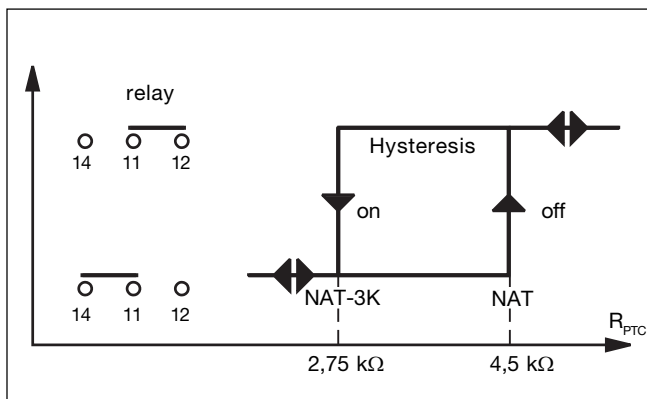 relay
14 11 12
Hysteresis
on
off
14 11 12
NAT-3K
NAT
R_PTC
2,75 kΩ
4,5 kΩ